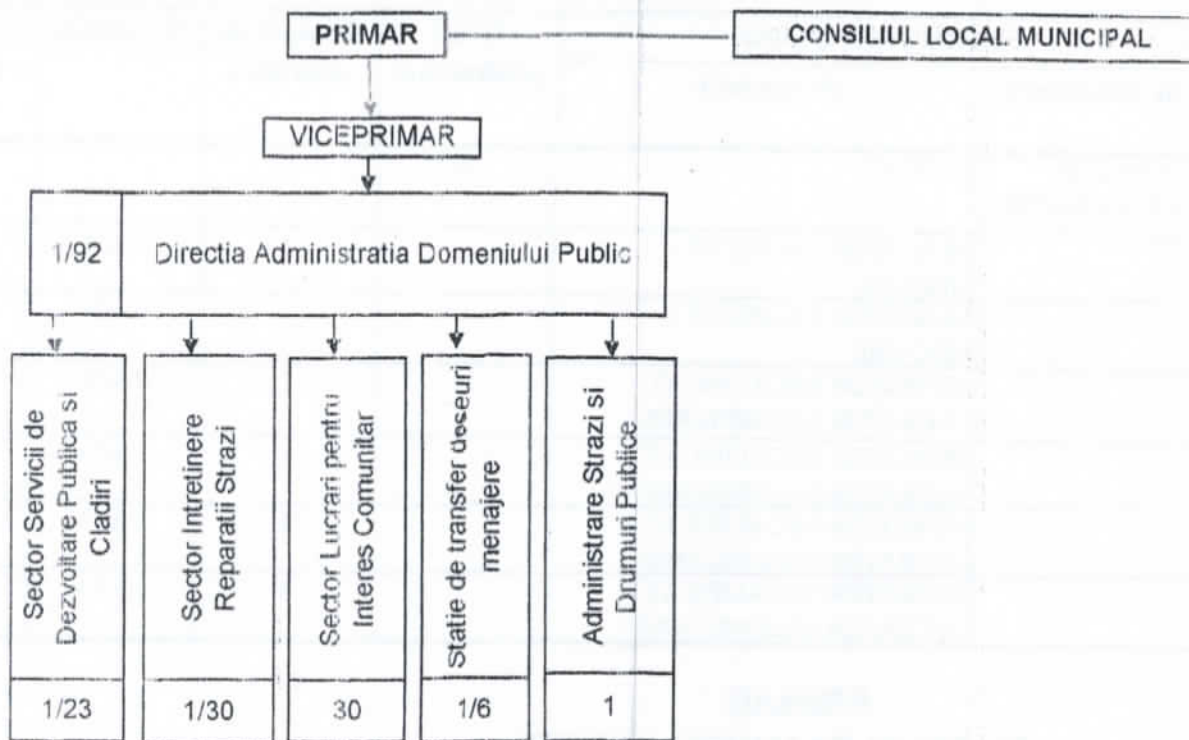 PRIMAR
CONSILIUL LOCAL MUNICIPAL
VICEPRIMAR
1/92
Directia Administratia Domeniului Public
Sector Servicii de
Dezvoltare Publica si
Cladiri
1/23
Sector Intretinere
Reparatii Strazi
1/30
Sector Lucrari pentru
Interes Comunitar
30
Statie de transfer deseuri
menajere
1/6
Administrare Strazi si
Drumuri Publice
1